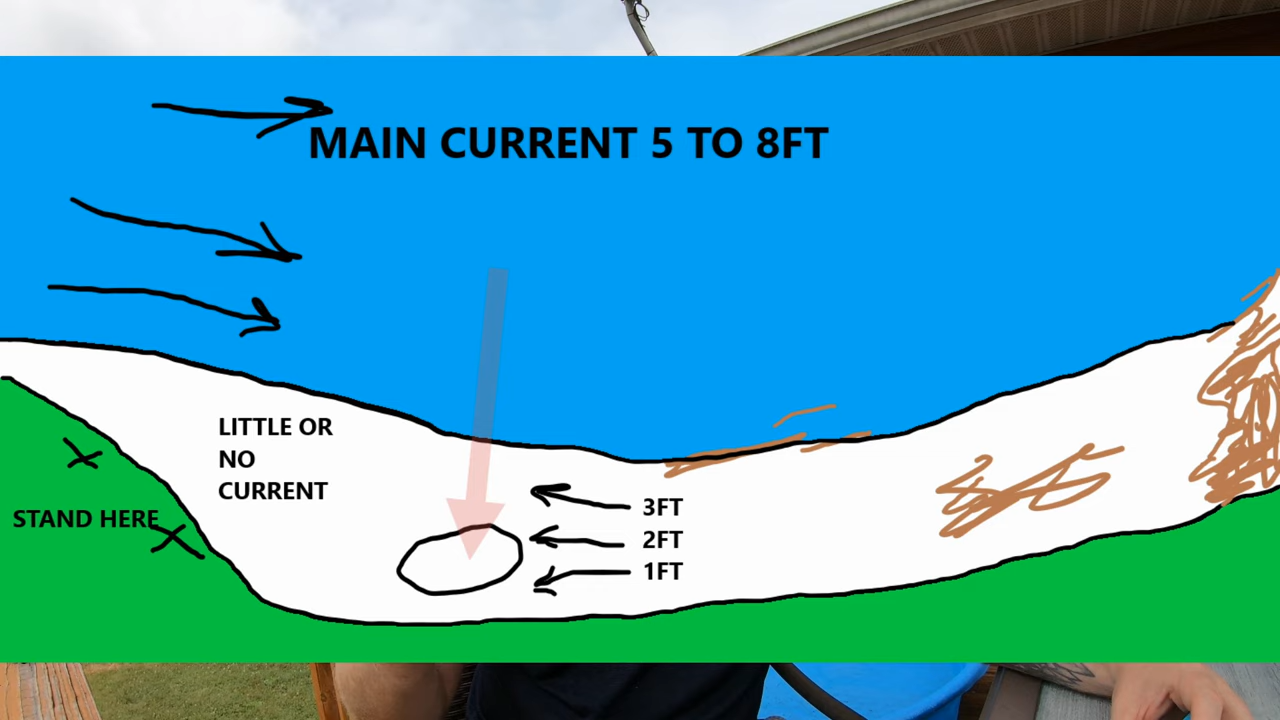 MAIN CURRENT 5 TO 8FT
LITTLE OR
NO
CURRENT
STAND HERE
3FT
2FT
1FT